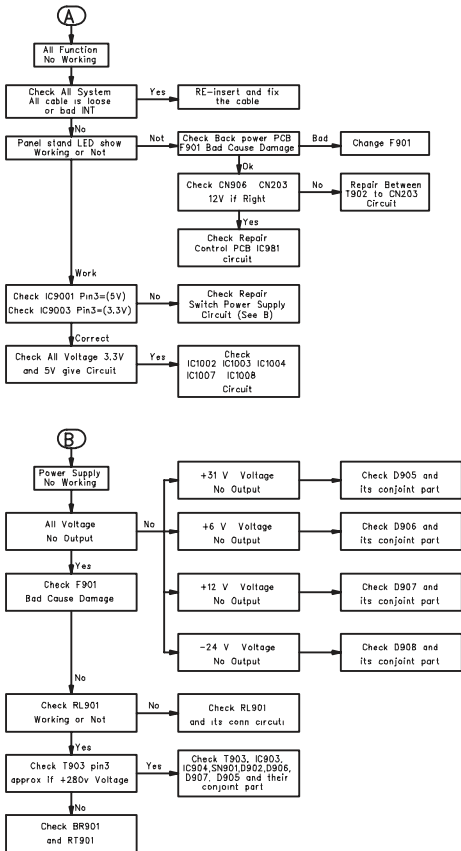 A
All Function
No Working
Check All System
All cable is loose
or bad INT
Yes
RE-insert and fix
the cable
No
Panel stand LED show
Working or Not
Not
Check Back power PCB
F901 Bad Cause Damage
Bad
Change F901
Ok
Check CN906 CN203
12V if Right
No
Repair Between
T902 to CN203
Circuit
Yes
Check Repair
Control PCB IC981
circuit
Work
Check IC9001 Pin3=(5V)
Check IC9003 Pin3=(3.3V)
No
Check Repair
Switch Power Supply
Circuit (See B)
Correct
Check All Voltage 3.3V
and 5V give Circuit
Yes
Check
IC1002 IC1003 IC1004
IC1007 IC1008
Circuit
B
Power Supply
No Working
All Voltage
No Output
No
+31 V Voltage
No Output
Check D905 and
its conjoint part
+6 V Voltage
No Output
Check D906 and
its conjoint part
Yes
Check F901
Bad Cause Damage
+12 V Voltage
No Output
Check D907 and
its conjoint part
-24 V Voltage
No Output
Check D908 and
its conjoint part
No
Check RL901
Working or Not
No
Check RL901
and its conn circuti
Yes
Check T903 pin3
approx If +280v Voltage
Yes
Check T903, IC903,
IC904,SN901,D902,D906,
D907, D905 and their
conjoint part
No
Check BR901
and RT901